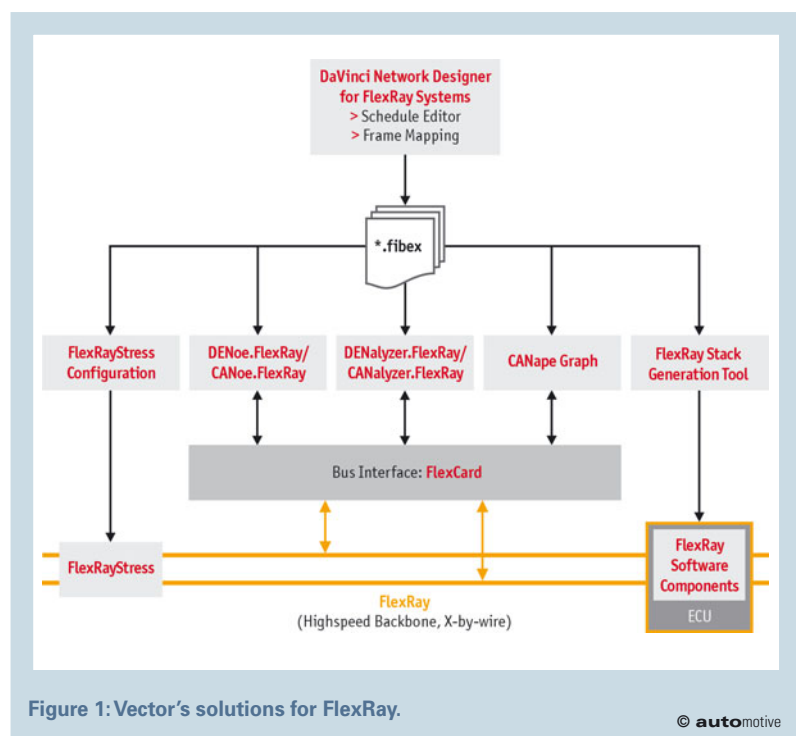 DaVinci Network Designer
for FlexRay Systems
> Schedule Editor
> Frame Mapping
*.fibex
FlexRayStress
Configuration
DENoe.FlexRay/
CANoe.FlexRay
DENalyzer.FlexRay/
CANalyzer.FlexRay
CANape Graph
FlexRay Stack
Generation Tool
Bus Interface: FlexCard
FlexRayStress
FlexRay
Software
Components
ECU
FlexRay
(Highspeed Backbone, X-by-wire)
Figure 1: Vector's solutions for FlexRay.
© automotive